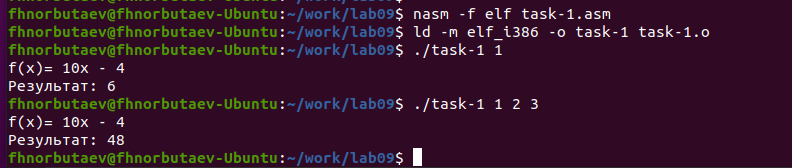 fhnorbutaev@fhnorbutaev-Ubuntu:~/work/lab09$ nasm -f elf task-1.asm
fhnorbutaev@fhnorbutaev-Ubuntu:~/work/lab09$ ld -m elf_i386 -o task-1 task-1.o
fhnorbutaev@fhnorbutaev-Ubuntu:~/work/lab09$ ./task-1 1
f(x)= 10x - 4
Результат: 6
fhnorbutaev@fhnorbutaev-Ubuntu:~/work/lab09$ ./task-1 1 2 3
f(x)= 10x - 4
Результат: 48
fhnorbutaev@fhnorbutaev-Ubuntu:~/work/lab09$